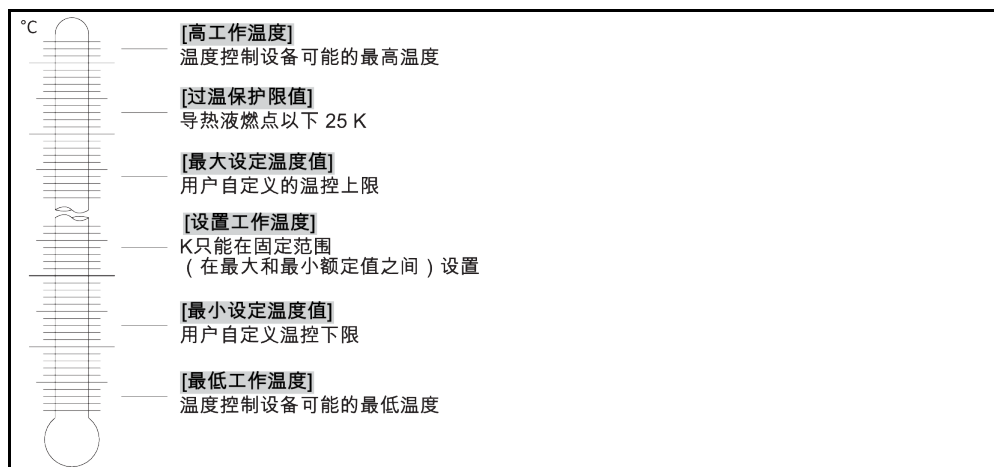 °C
[高工作温度]
温度控制设备可能的最高温度
[过温保护限值]
导热液燃点以下 25 K
[最大设定温度值]
用户自定义的温控上限
[设置工作温度]
K只能在固定范围
（在最大和最小额定值之间）设置
[最小设定温度值]
用户自定义温控下限
[最低工作温度]
温度控制设备可能的最低温度